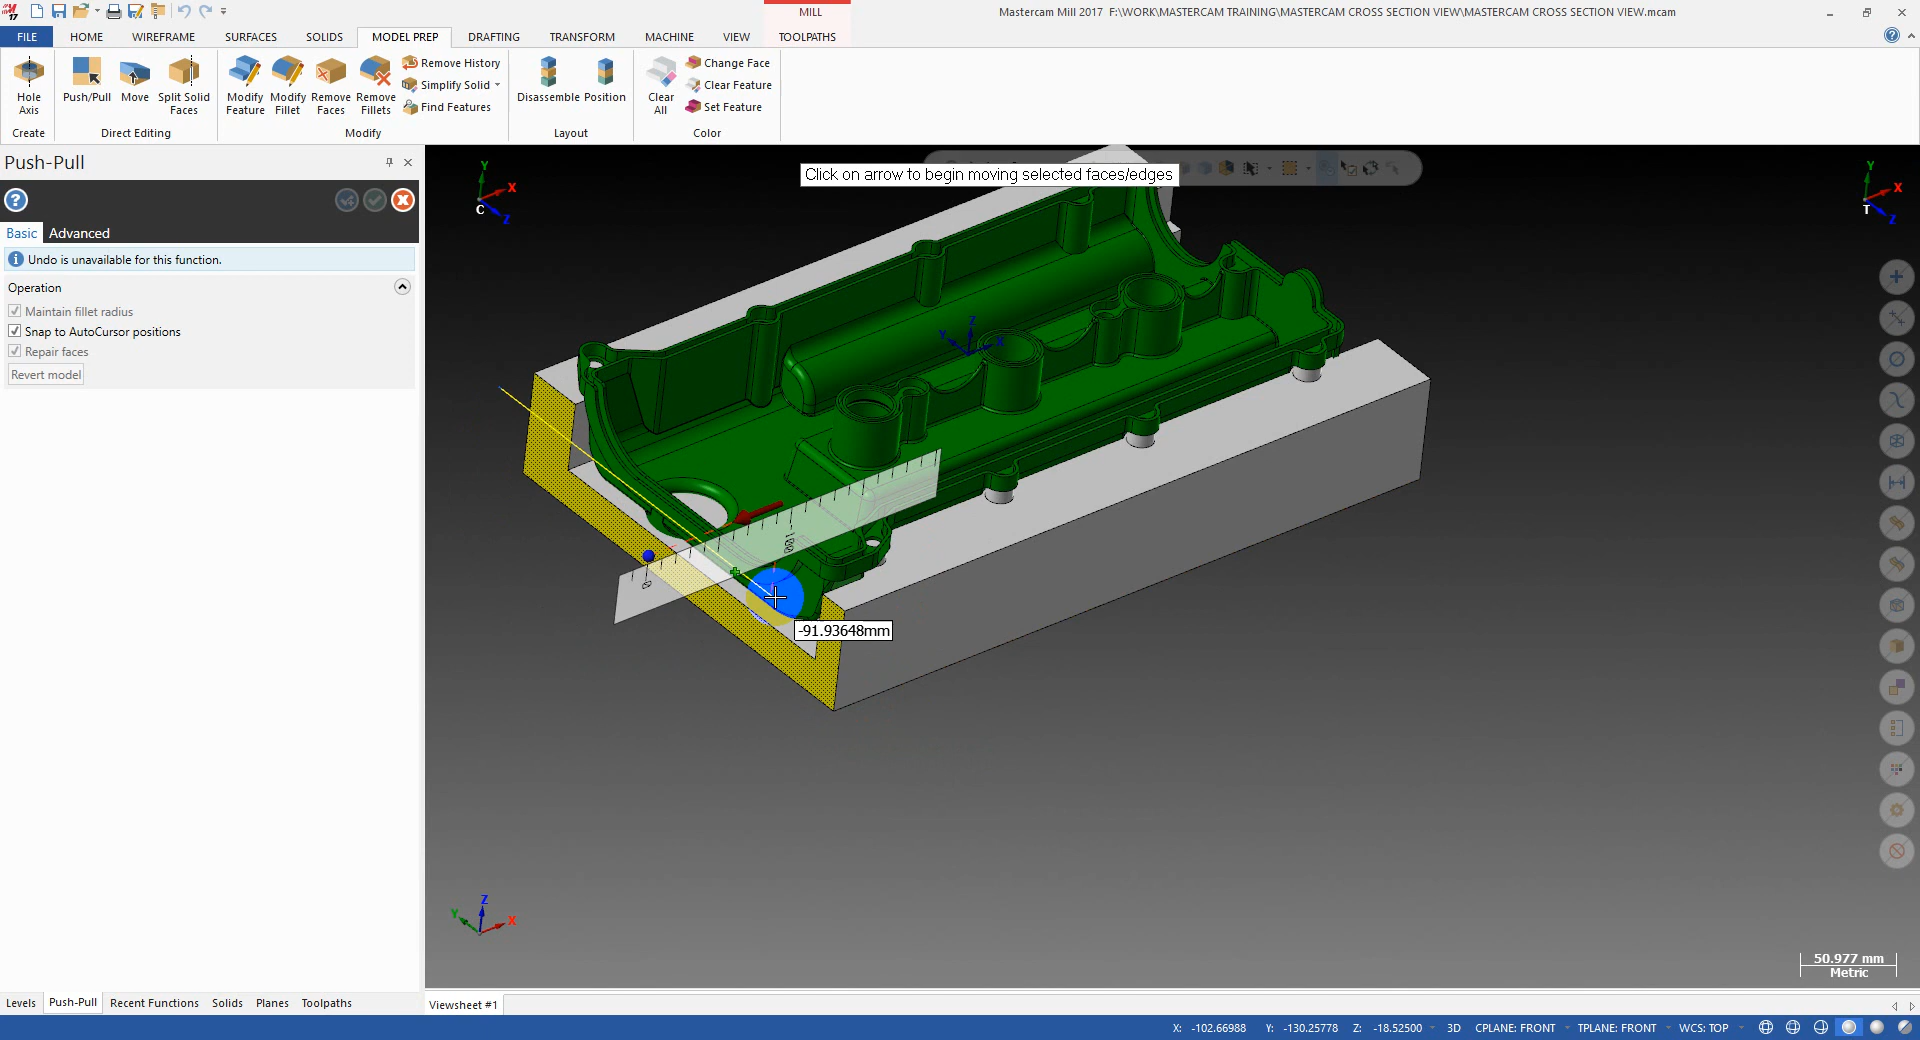 17
MILL
Mastercam Mill 2017  F:\WORK\MASTERCAM TRAINING\MASTERCAM CROSS SECTION VIEW\MASTERCAM CROSS SECTION VIEW.mcam
FILE HOME WIREFRAME SURFACES SOLIDS MODEL PREP DRAFTING TRANSFORM MACHINE VIEW TOOLPATHS
Hole Axis
Push/Pull
Move
Split Solid Faces
Modify Feature
Modify Fillet
Remove Faces
Remove Fillets
Remove History
Simplify Solid
Find Features
Disassemble
Position
Clear All
Change Face
Clear Feature
Set Feature
Create
Direct Editing
Modify
Layout
Color
Push-Pull
Basic
Advanced
Undo is unavailable for this function.
Operation
Maintain fillet radius
Snap to AutoCursor positions
Repair faces
Revert model
Click on arrow to begin moving selected faces/edges
Y
X
C
Z
Y
X
T
Z
Z
Y
X
100
0
-91.93648mm
Z
Y
X
50.977 mm
Metric
Levels Push-Pull Recent Functions Solids Planes Toolpaths
Viewsheet #1
X: -102.66988 Y: -130.25778 Z: -18.52500 3D CPLANE: FRONT TPLANE: FRONT WCS: TOP